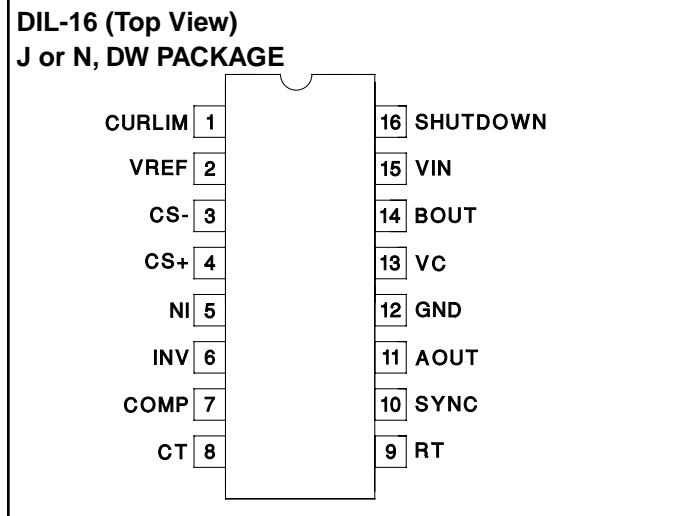 DIL-16 (Top View)
J or N, DW PACKAGE
CURLIM 1 16 SHUTDOWN
VREF 2 15 VIN
CS- 3 14 BOUT
CS+ 4 13 VC
NI 5 12 GND
INV 6 11 AOUT
COMP 7 10 SYNC
CT 8 9 RT